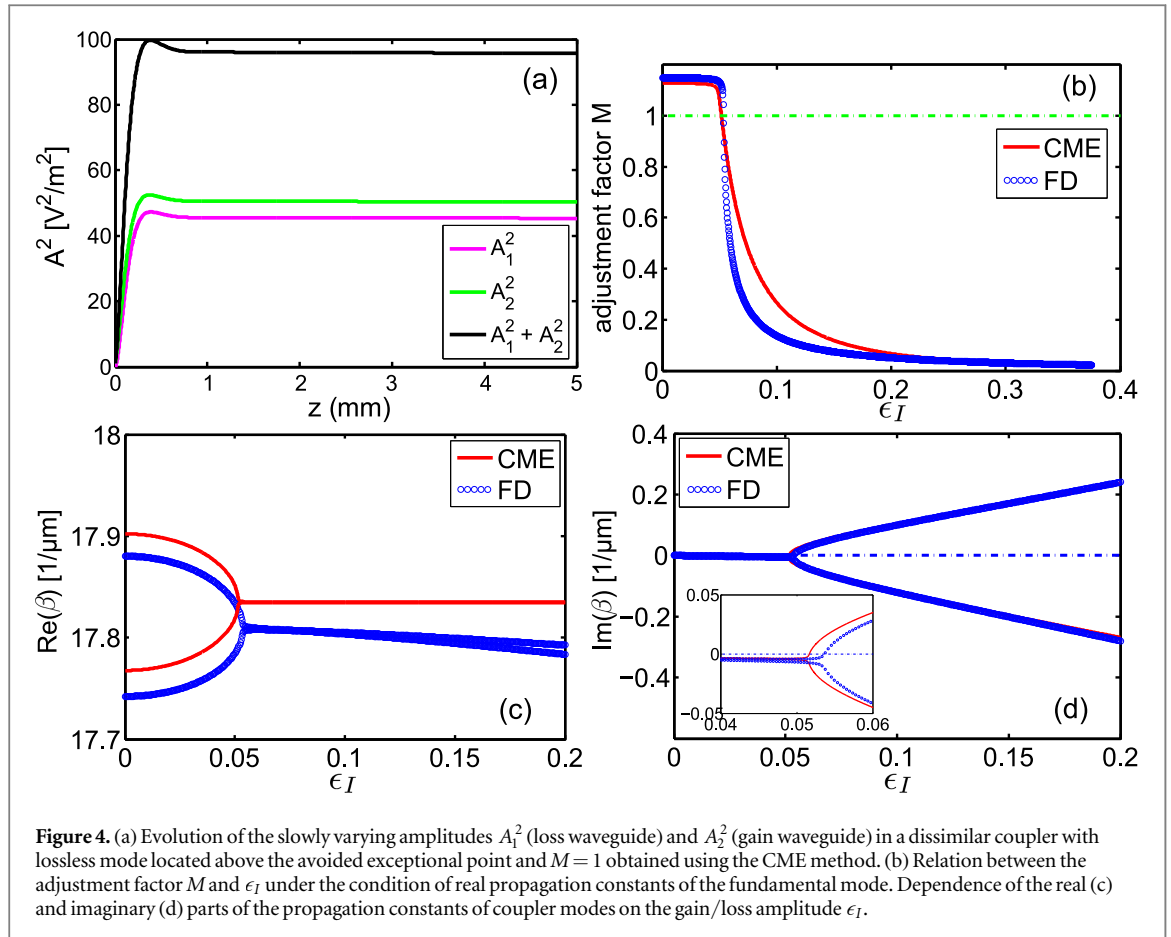 100
80
60
40
20
0
A² [V²/m²]
(a)
A₁²
A₂²
A₁² + A₂²
0 1 2 3 4 5
z (mm)
1
0.8
0.6
0.4
0.2
0
adjustment factor M
(b)
CME
FD
0 0.1 0.2 0.3 0.4
ϵ_I
18
17.9
17.8
17.7
Re(β) [1/µm]
CME
FD
(c)
0 0.05 0.1 0.15 0.2
ϵ_I
0.4
0.2
0
−0.2
−0.4
Im(β) [1/µm]
CME
FD
0.05
0
−0.05
0.04 0.05 0.06
(d)
0 0.05 0.1 0.15 0.2
ϵ_I
Figure 4. (a) Evolution of the slowly varying amplitudes A₁² (loss waveguide) and A₂² (gain waveguide) in a dissimilar coupler with
lossless mode located above the avoided exceptional point and M = 1 obtained using the CME method. (b) Relation between the
adjustment factor M and ϵ_I under the condition of real propagation constants of the fundamental mode. Dependence of the real (c)
and imaginary (d) parts of the propagation constants of coupler modes on the gain/loss amplitude ϵ_I.